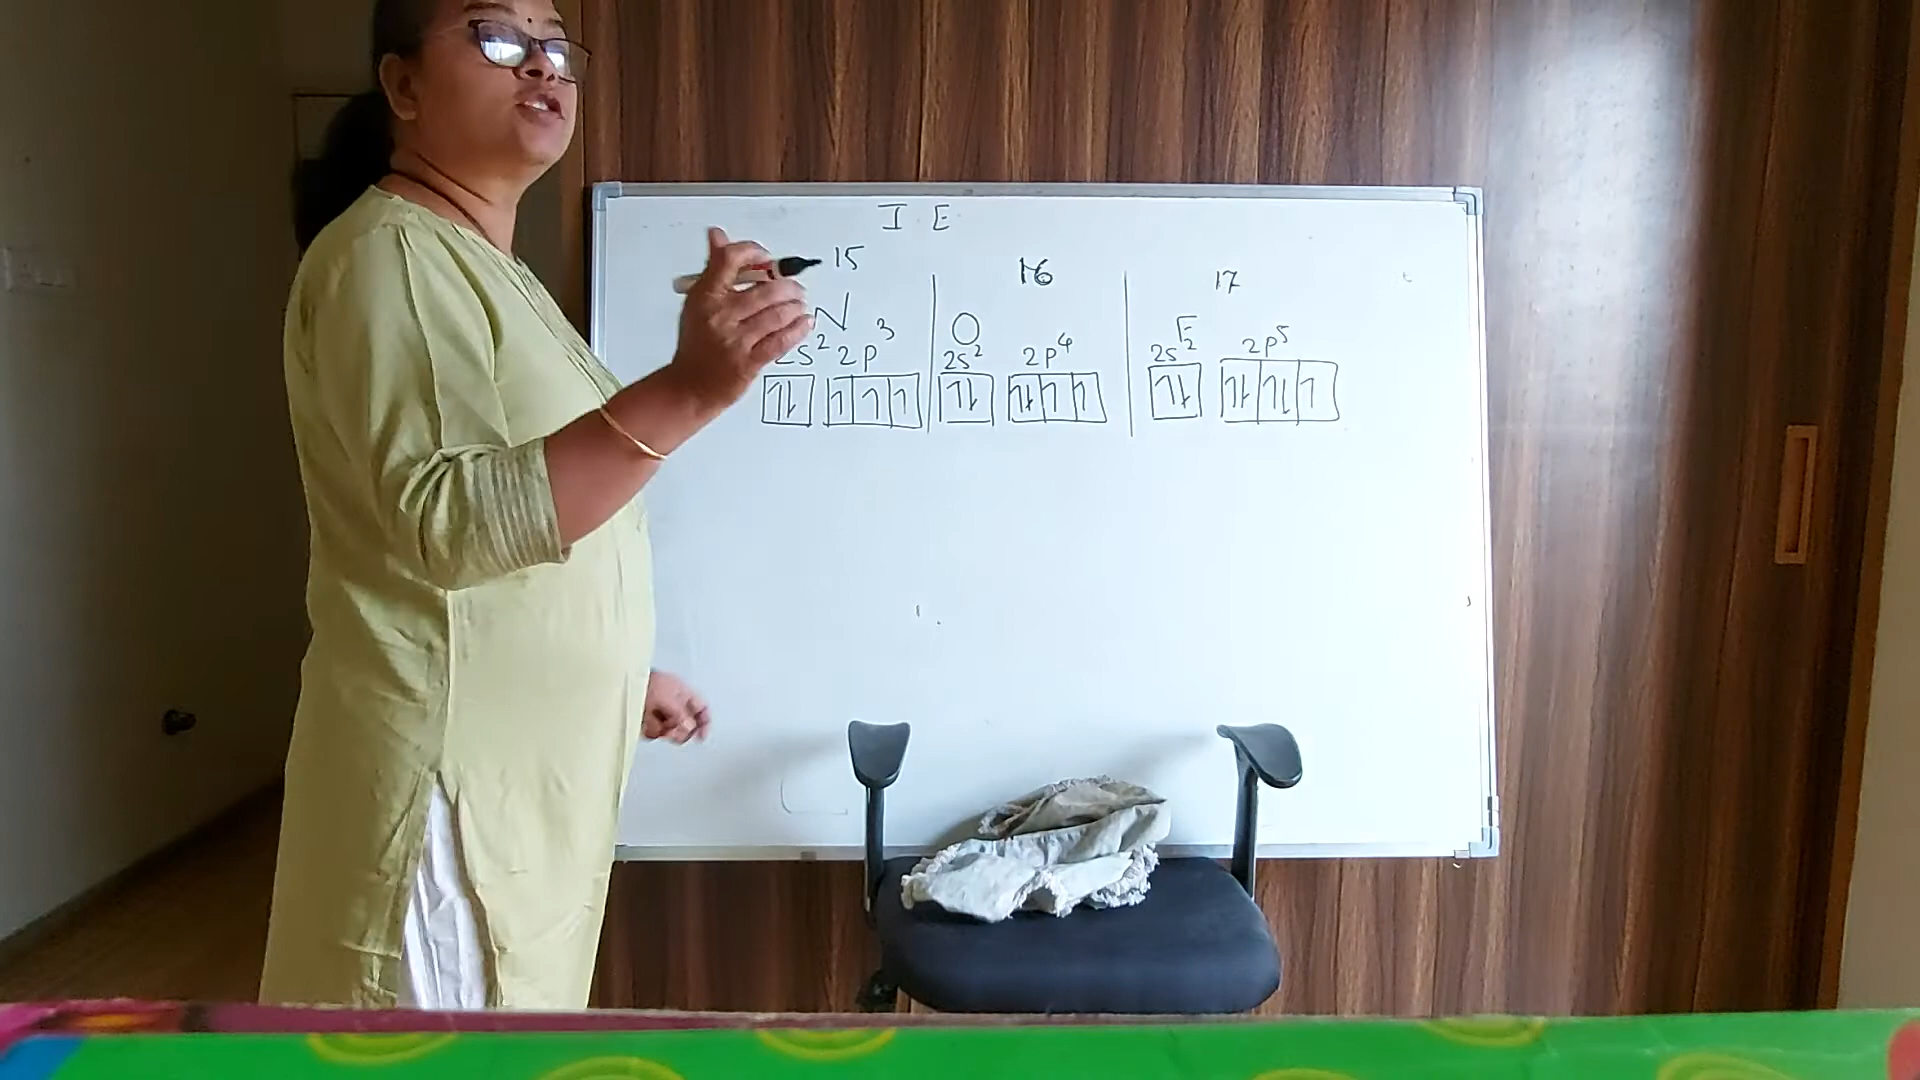 I.E.
15 16 17
N O F
2s² 2p³ 2s² 2p⁴ 2s² 2p⁵
↿⇂ ↿ ↿ ↿ ↿⇂ ↿⇂ ↿ ↿ ↿⇂ ↿⇂ ↿⇂ ↿